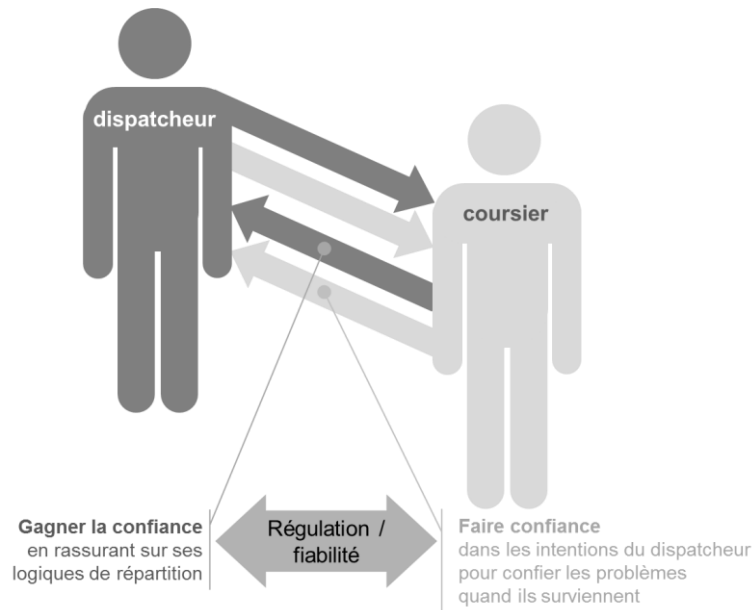 dispatcheur
coursier
Gagner la confiance
en rassurant sur ses
logiques de répartition
Régulation /
fiabilité
Faire confiance
dans les intentions du dispatcheur
pour confier les problèmes
quand ils surviennent